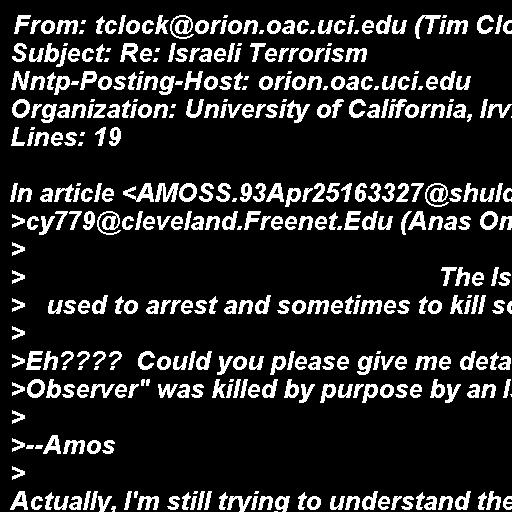 From: tclock@orion.oac.uci.edu (Tim Clo
Subject: Re: Israeli Terrorism
Nntp-Posting-Host: orion.oac.uci.edu
Organization: University of California, Irv
Lines: 19

In article <AMOSS.93Apr25163327@shuld
>cy779@cleveland.Freenet.Edu (Anas Om
>
> The Is
> used to arrest and sometimes to kill so
>
>Eh???? Could you please give me deta
>Observer" was killed by purpose by an Is
>
>--Amos
>
Actually, I'm still trying to understand the